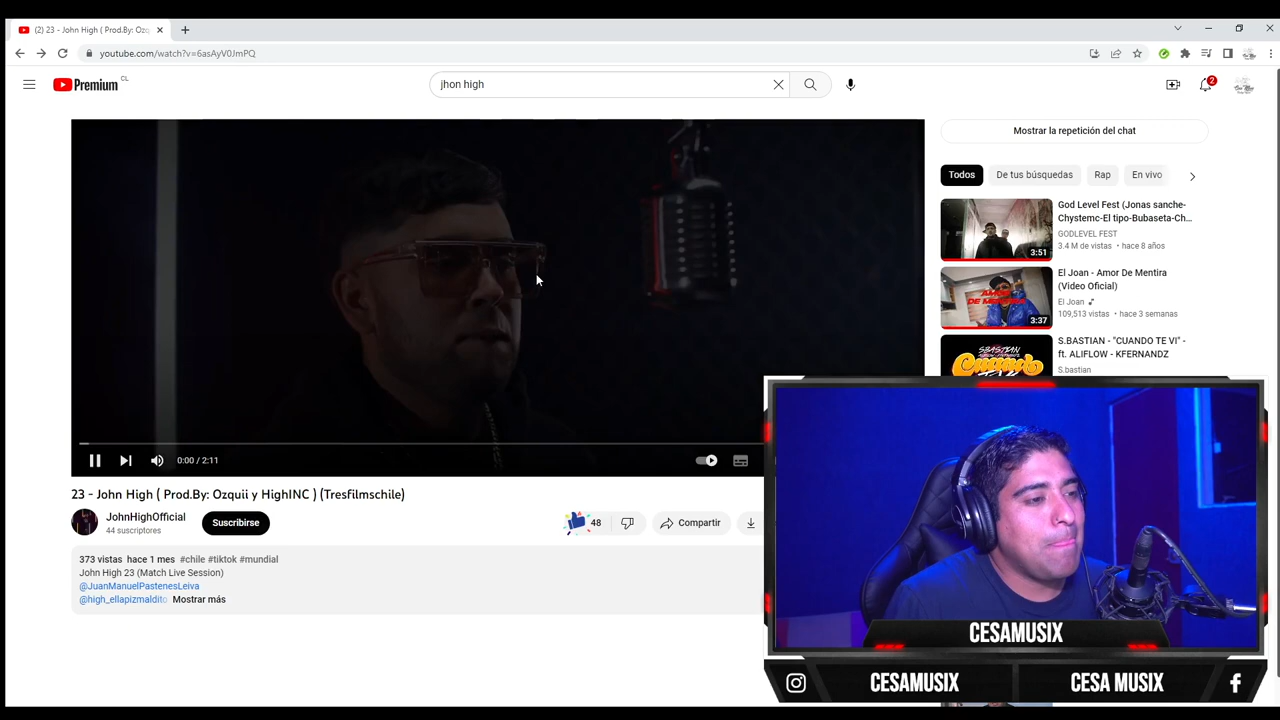 (2) 23 - John High ( Prod.By: Ozq
youtube.com/watch?v=6asAyV0JmPQ
Premium CL
jhon high
2
Mostrar la repetición del chat
Todos De tus búsquedas Rap En vivo
God Level Fest (Jonas sanche-
Chystemc-El tipo-Bubaseta-Ch...
GODLEVEL FEST
3.4 M de vistas • hace 8 años
3:51
El Joan - Amor De Mentira
(Video Oficial)
El Joan
109,513 vistas • hace 3 semanas
AMOR
DE MENTIRA
3:37
S.BASTIAN - "CUANDO TE VI" -
ft. ALIFLOW - KFERNANDZ
S.bastian
0:00 / 2:11
23 - John High ( Prod.By: Ozquii y HighINC ) (Tresfilmschile)
JohnHighOfficial
44 suscriptores
Suscribirse
48
Compartir
373 vistas hace 1 mes #chile #tiktok #mundial
John High 23 (Match Live Session)
@JuanManuelPastenesLeiva
@high_ellapizmaldito Mostrar más
CESAMUSIX
CESAMUSIX
CESA MUSIX